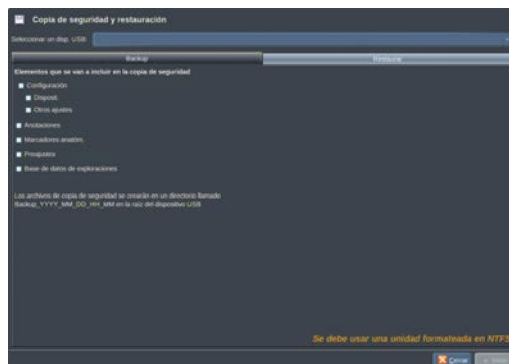 Copia de seguridad y restauración
Seleccionar un disp. USB
Backup Restaurar
Elementos que se van a incluir en la copia de seguridad
Configuración
Disposit.
Otros ajustes
Anotaciones
Marcadores anatóm.
Preajustes
Base de datos de exploraciones
Los archivos de copia de seguridad se crearán en un directorio llamado
Backup_YYYY_MM_DD_HH_MM en la raíz del dispositivo USB
Se debe usar una unidad formateada en NTFS
Cerrar